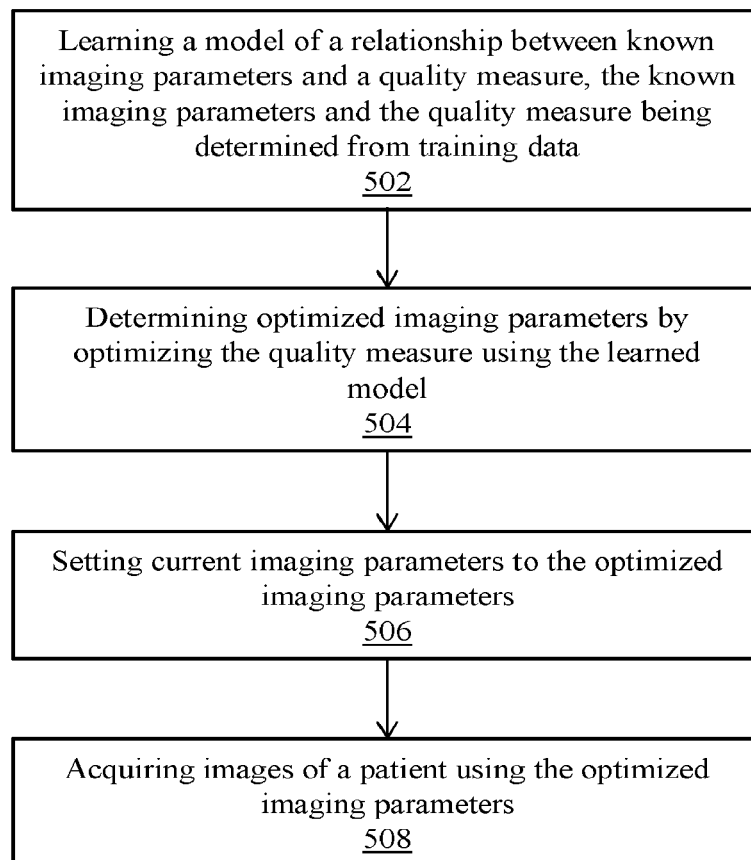 Learning a model of a relationship between known
imaging parameters and a quality measure, the known
imaging parameters and the quality measure being
determined from training data
502
Determining optimized imaging parameters by
optimizing the quality measure using the learned
model
504
Setting current imaging parameters to the optimized
imaging parameters
506
Acquiring images of a patient using the optimized
imaging parameters
508